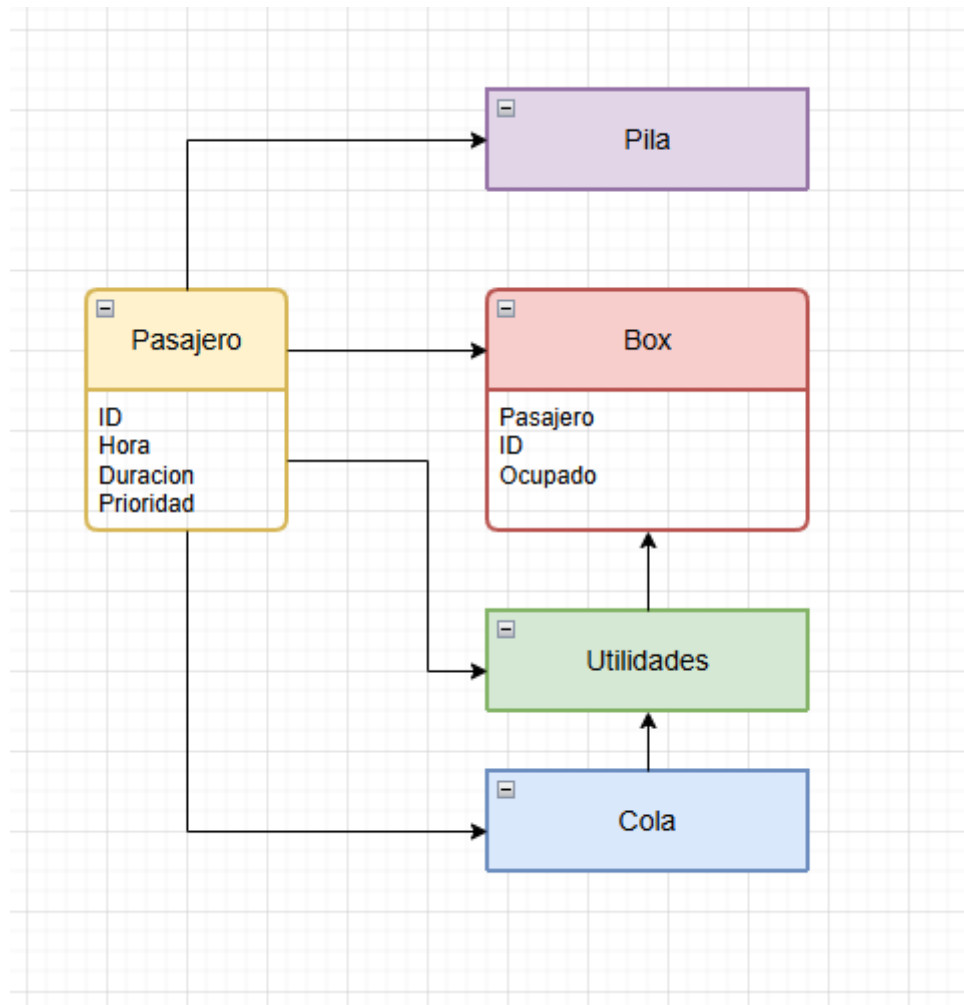 Pila
Pasajero
ID
Hora
Duracion
Prioridad
Box
Pasajero
ID
Ocupado
Utilidades
Cola